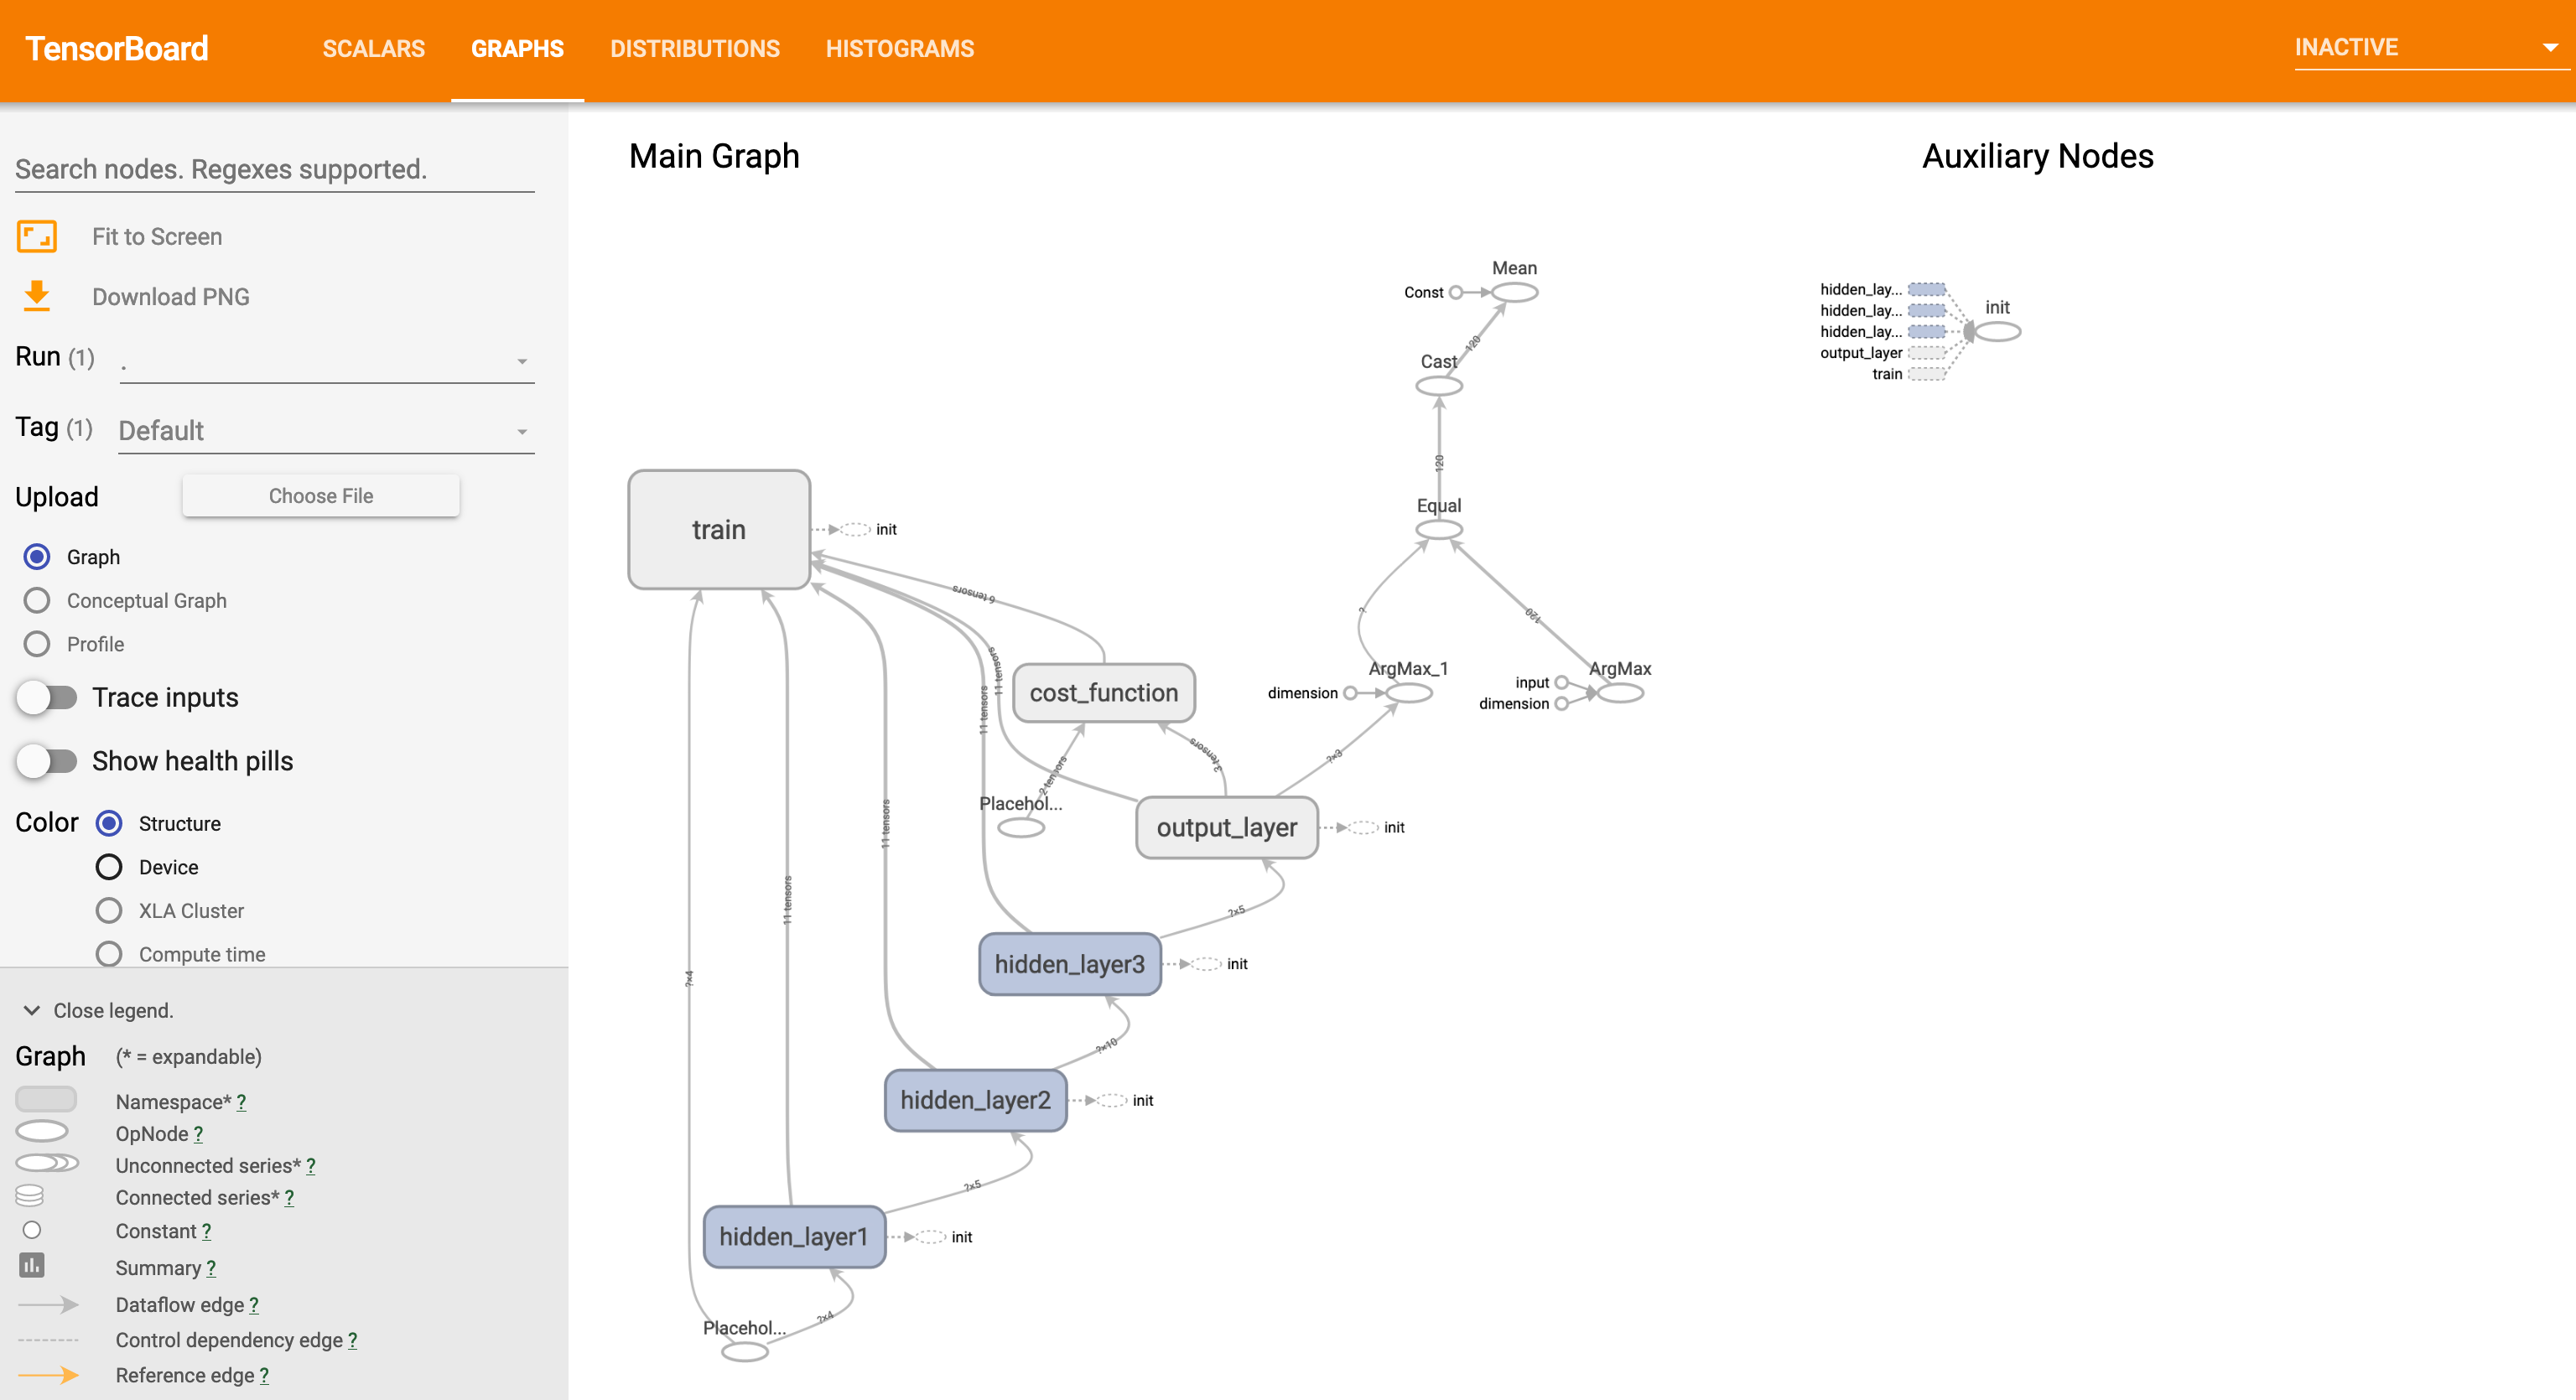 TensorBoard SCALARS GRAPHS DISTRIBUTIONS HISTOGRAMS INACTIVE
Search nodes. Regexes supported.
Fit to Screen
Download PNG
Run (1) .
Tag (1) Default
Upload Choose File
Graph
Conceptual Graph
Profile
Trace inputs
Show health pills
Color Structure
Device
XLA Cluster
Compute time
Close legend.
Graph (* = expandable)
Namespace* ?
OpNode ?
Unconnected series* ?
Connected series* ?
Constant ?
Summary ?
Dataflow edge ?
Control dependency edge ?
Reference edge ?
Main Graph
Mean
Const
120
Cast
120
Equal
train
init
6 tensors
?
120
11 tensors
11 tensors
cost_function
ArgMax_1
dimension
ArgMax
input
dimension
2 tensors
3 tensors
?×3
Placehol...
output_layer
init
11 tensors
11 tensors
?×5
hidden_layer3
init
?×4
?×10
hidden_layer2
init
?×5
hidden_layer1
init
?×4
Placehol...
Auxiliary Nodes
hidden_lay...
hidden_lay...
hidden_lay...
output_layer
train
init